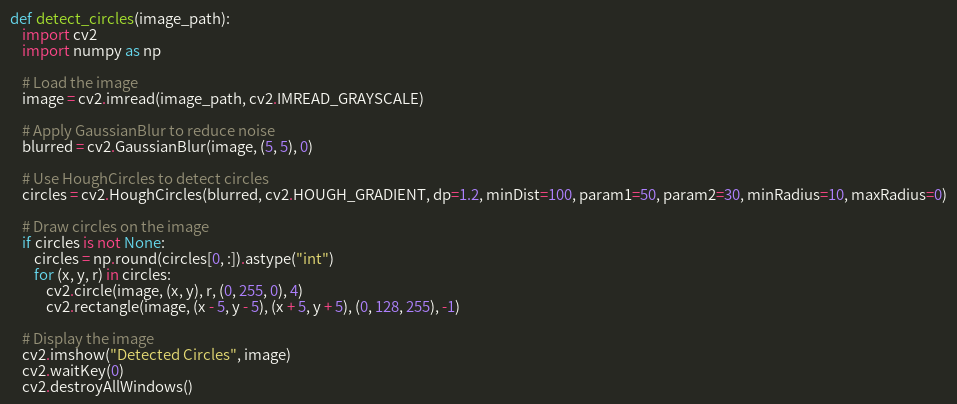 def detect_circles(image_path):
    import cv2
    import numpy as np

    # Load the image
    image = cv2.imread(image_path, cv2.IMREAD_GRAYSCALE)

    # Apply GaussianBlur to reduce noise
    blurred = cv2.GaussianBlur(image, (5, 5), 0)

    # Use HoughCircles to detect circles
    circles = cv2.HoughCircles(blurred, cv2.HOUGH_GRADIENT, dp=1.2, minDist=100, param1=50, param2=30, minRadius=10, maxRadius=0)

    # Draw circles on the image
    if circles is not None:
        circles = np.round(circles[0, :]).astype("int")
        for (x, y, r) in circles:
            cv2.circle(image, (x, y), r, (0, 255, 0), 4)
            cv2.rectangle(image, (x - 5, y - 5), (x + 5, y + 5), (0, 128, 255), -1)

    # Display the image
    cv2.imshow("Detected Circles", image)
    cv2.waitKey(0)
    cv2.destroyAllWindows()